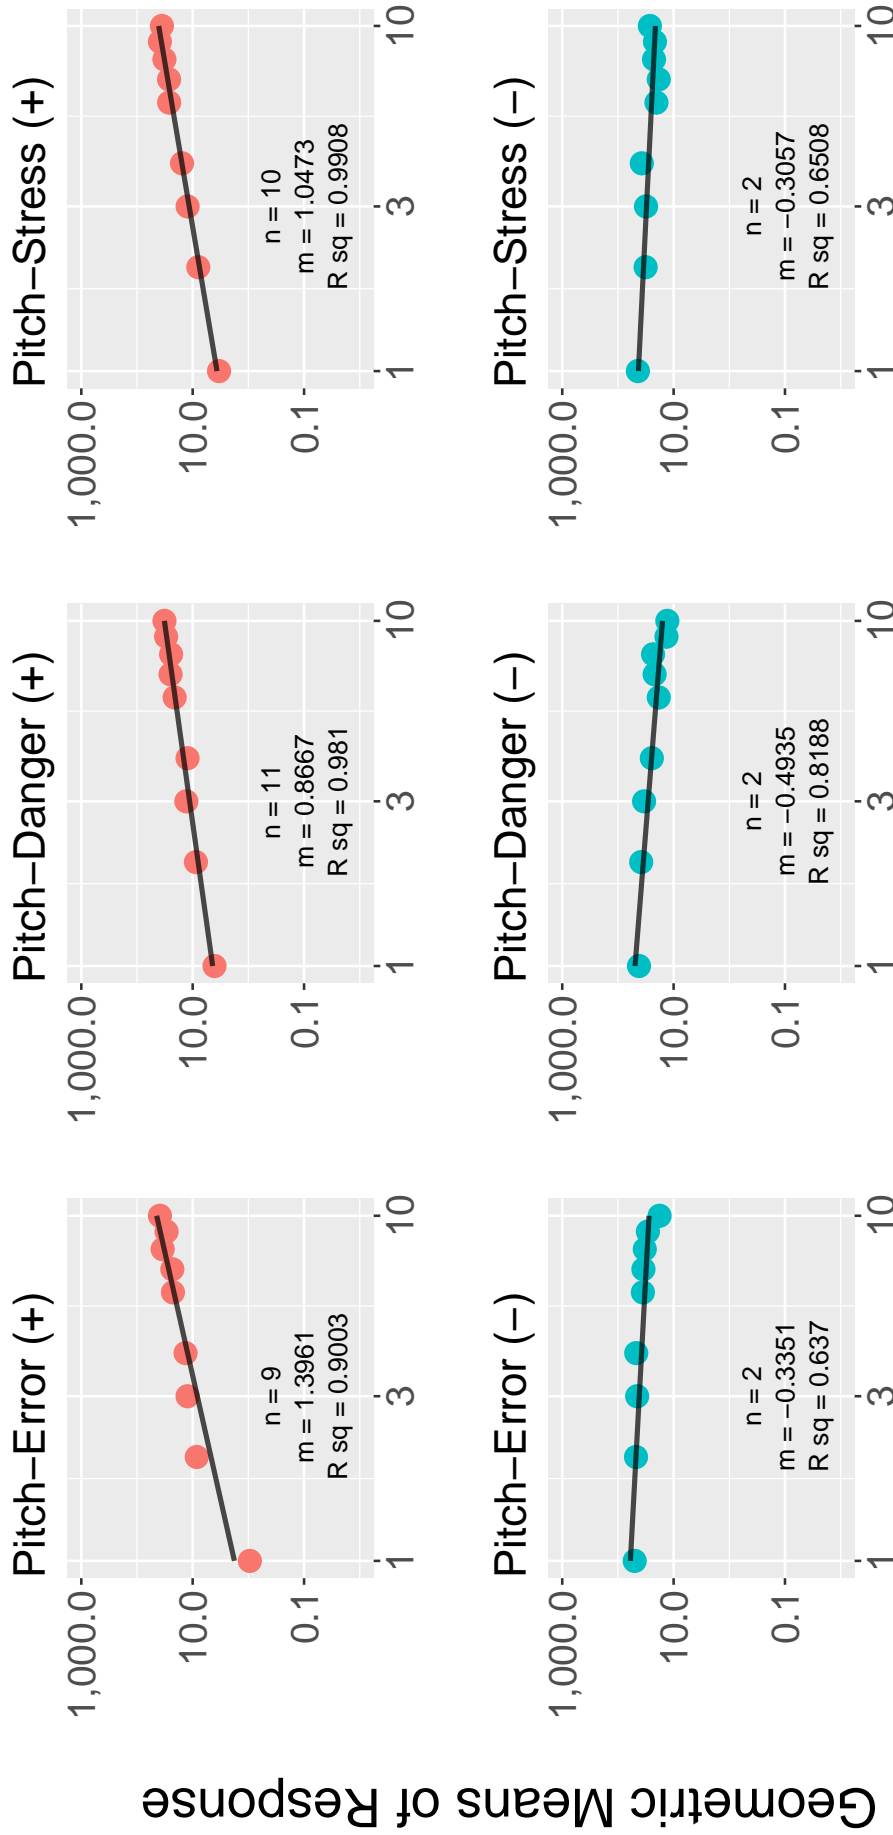 Geometric Means of Response
Pitch−Error (+)
1,000.0
10.0
0.1
n = 9
m = 1.3961
R sq = 0.9003
1
3
10
Pitch−Danger (+)
1,000.0
10.0
0.1
n = 11
m = 0.8667
R sq = 0.981
1
3
10
Pitch−Stress (+)
1,000.0
10.0
0.1
n = 10
m = 1.0473
R sq = 0.9908
1
3
10
Pitch−Error (−)
1,000.0
10.0
0.1
n = 2
m = −0.3351
R sq = 0.637
1
3
10
Pitch−Danger (−)
1,000.0
10.0
0.1
n = 2
m = −0.4935
R sq = 0.8188
1
3
10
Pitch−Stress (−)
1,000.0
10.0
0.1
n = 2
m = −0.3057
R sq = 0.6508
1
3
10